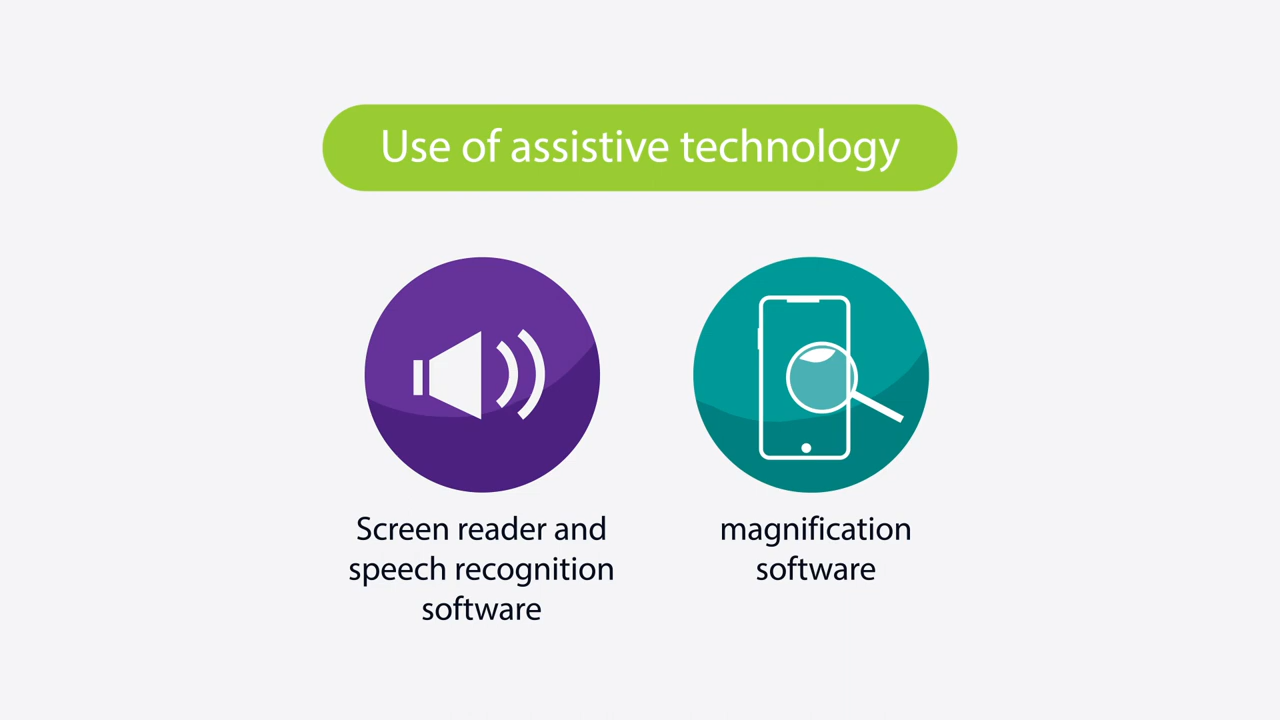 Use of assistive technology
Screen reader and
speech recognition
software
magnification
software